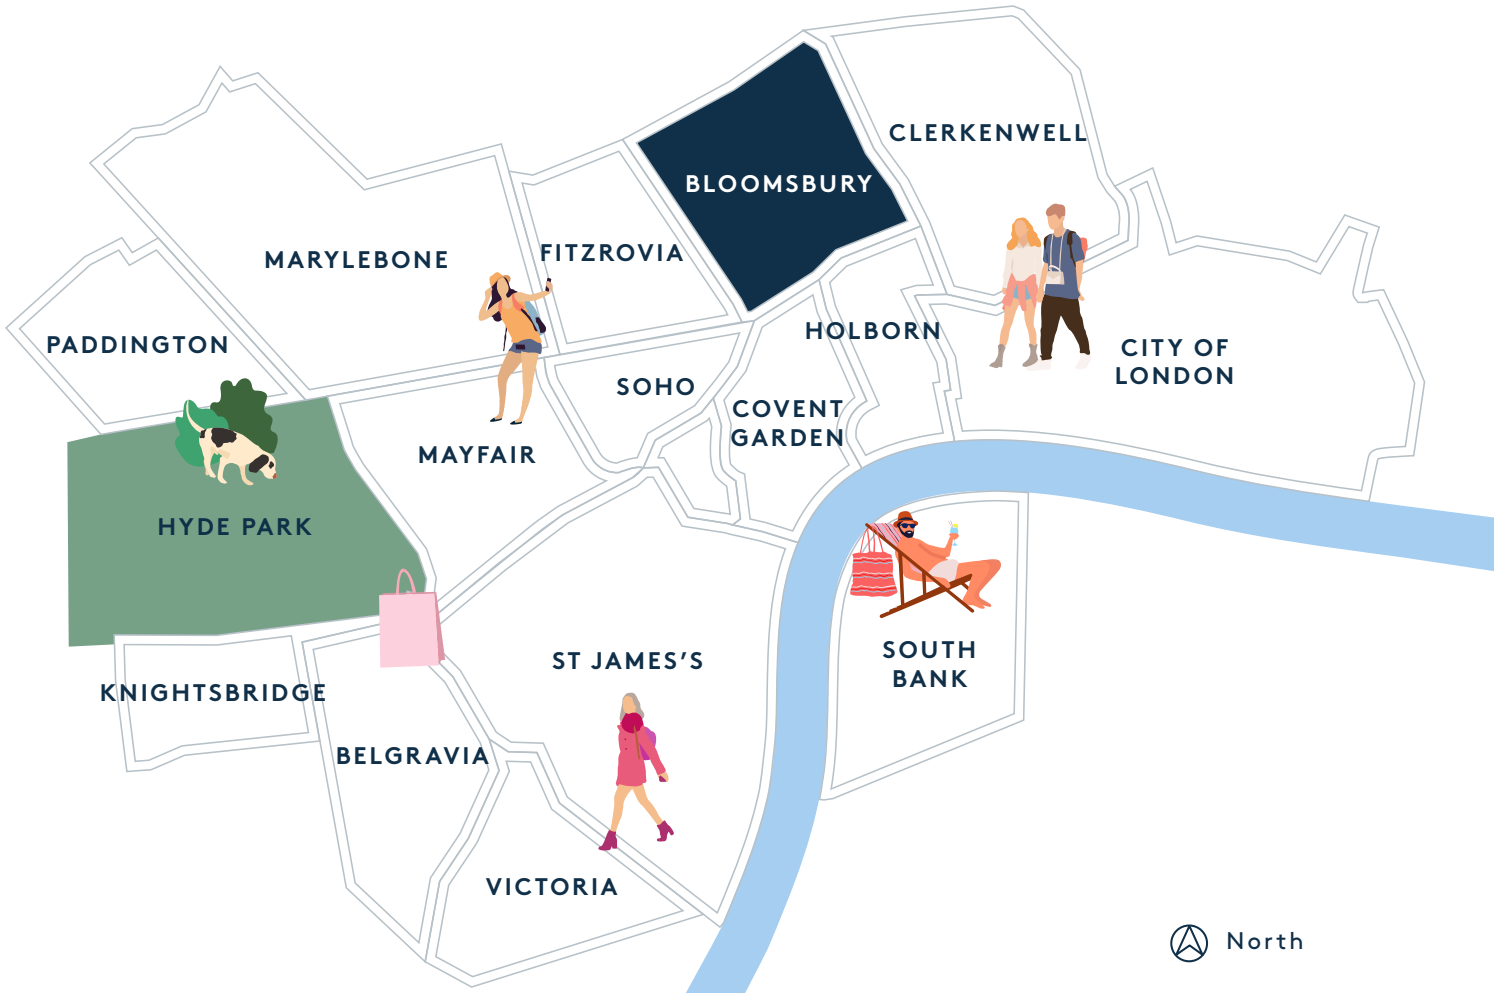 CLERKENWELL
BLOOMSBURY
FITZROVIA
MARYLEBONE
HOLBORN
PADDINGTON
CITY OF
LONDON
SOHO
COVENT
GARDEN
MAYFAIR
HYDE PARK
SOUTH
BANK
ST JAMES’S
KNIGHTSBRIDGE
BELGRAVIA
VICTORIA
North